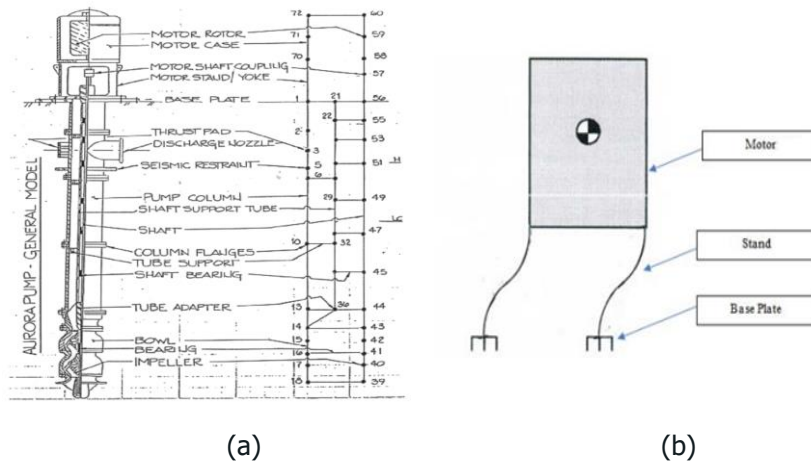 72 60
MOTOR ROTOR 71 59
MOTOR CASE
70 58
MOTOR SHAFT COUPLING 57
MOTOR STAND/YOKE
BASE PLATE 1 21 56
22 55
THRUST PAD 2 53
DISCHARGE NOZZLE 3
SEISMIC RESTRAINT 5 51
6
PUMP COLUMN 29 49
SHAFT SUPPORT TUBE
SHAFT 47
COLUMN FLANGES 10 32
TUBE SUPPORT
SHAFT BEARING 45
TUBE ADAPTER 13 36 44
14 43
BOWL 15 42
BEARING 16 41
IMPELLER 17 40
18 39
AURORA PUMP - GENERAL MODEL
(a)
Motor
Stand
Base Plate
(b)